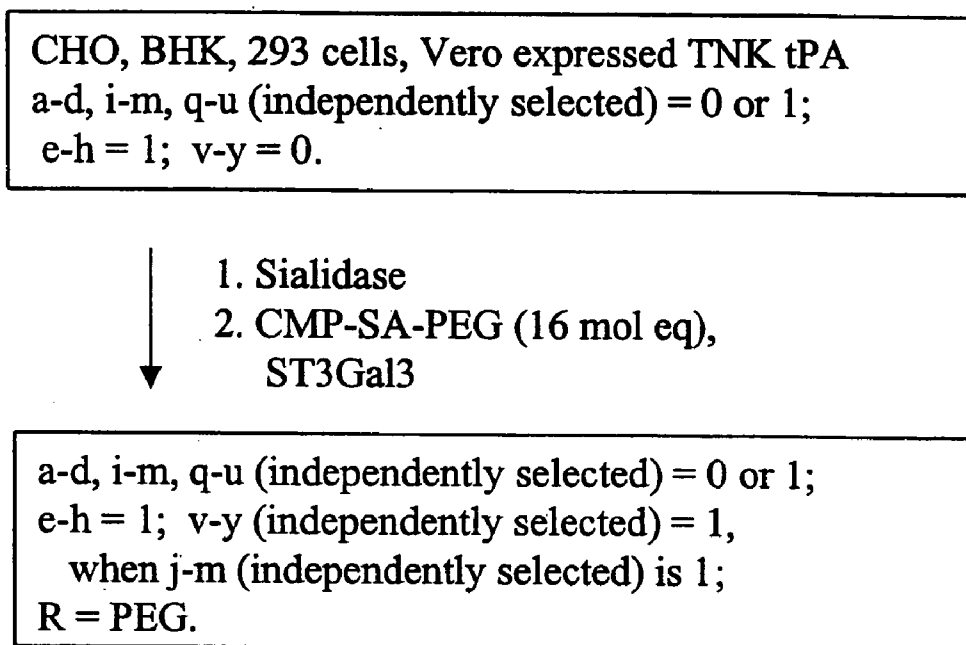 CHO, BHK, 293 cells, Vero expressed TNK tPA
a-d, i-m, q-u (independently selected) = 0 or 1;
e-h = 1; v-y = 0.
1. Sialidase
2. CMP-SA-PEG (16 mol eq),
ST3Gal3
a-d, i-m, q-u (independently selected) = 0 or 1;
e-h = 1; v-y (independently selected) = 1,
when j-m (independently selected) is 1;
R = PEG.